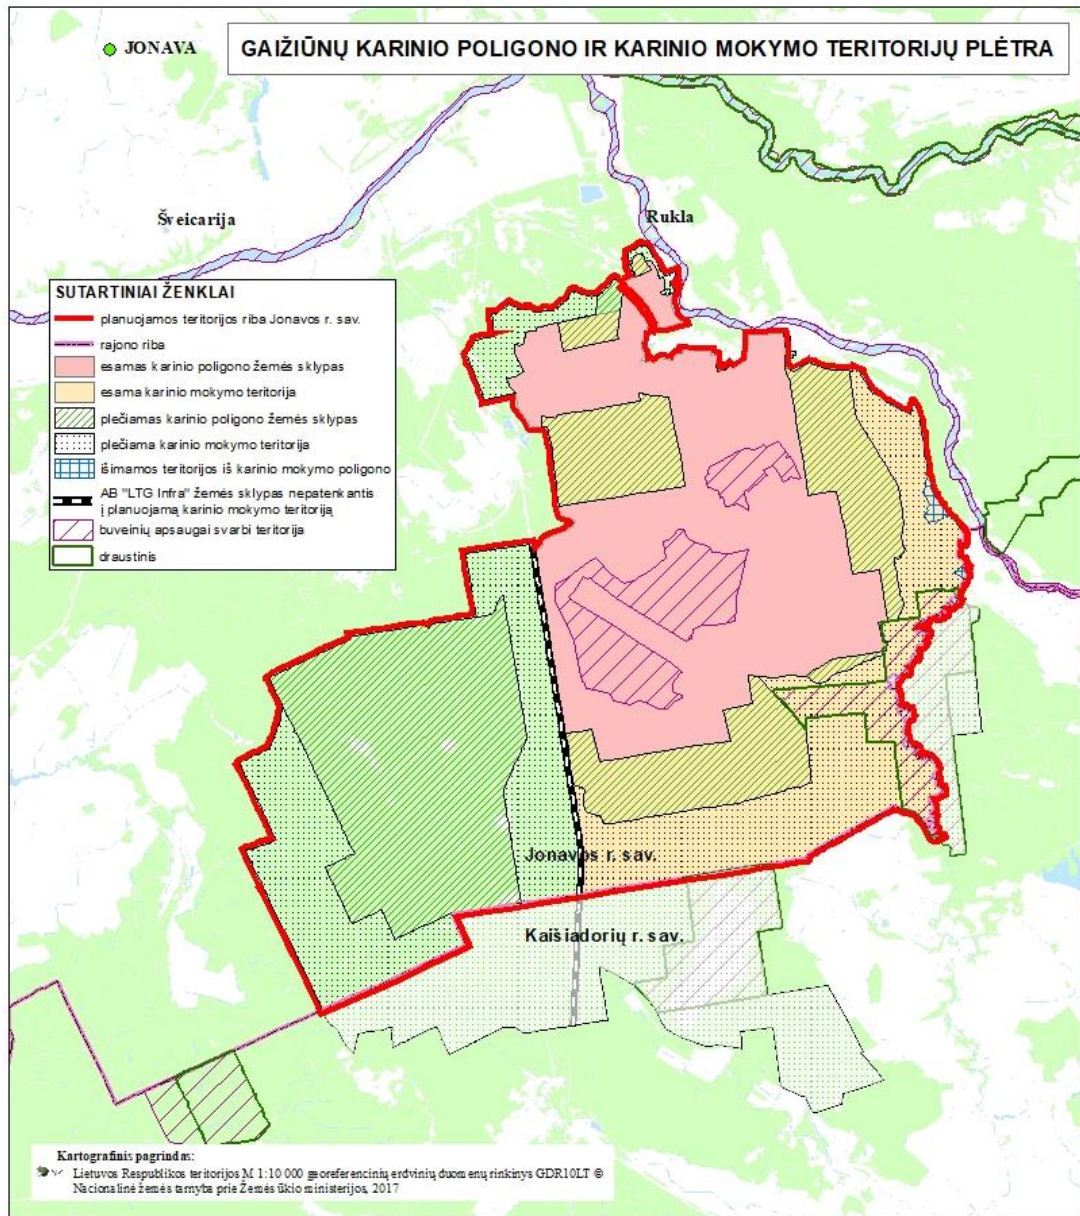 JONAVA
GAIŽIŪNŲ KARINIO POLIGONO IR KARINIO MOKYMO TERITORIJŲ PLĖTRA
Šveicarija
Rukla
SUTARTINIAI ŽENKLAI
planuojamos teritorijos riba Jonavos r. sav.
rajono riba
esamas karinio poligono žemės sklypas
esama karinio mokymo teritorija
plečiamas karinio poligono žemės sklypas
plečiama karinio mokymo teritorija
išimamos teritorijos iš karinio mokymo poligono
AB "LTG Infra" žemės sklypas nepatenkantis
į planuojamą karinio mokymo teritoriją
buveinių apsaugai svarbi teritorija
draustinis
Jonavos r. sav.
Kaišiadorių r. sav.
Kartografinis pagrindas:
Lietuvos Respublikos teritorijos M 1:10 000 georeferencinių erdvinių duomenų rinkinys GDR10LT ©
Nacionalinė žemės tarnyba prie Žemės ūkio ministerijos, 2017